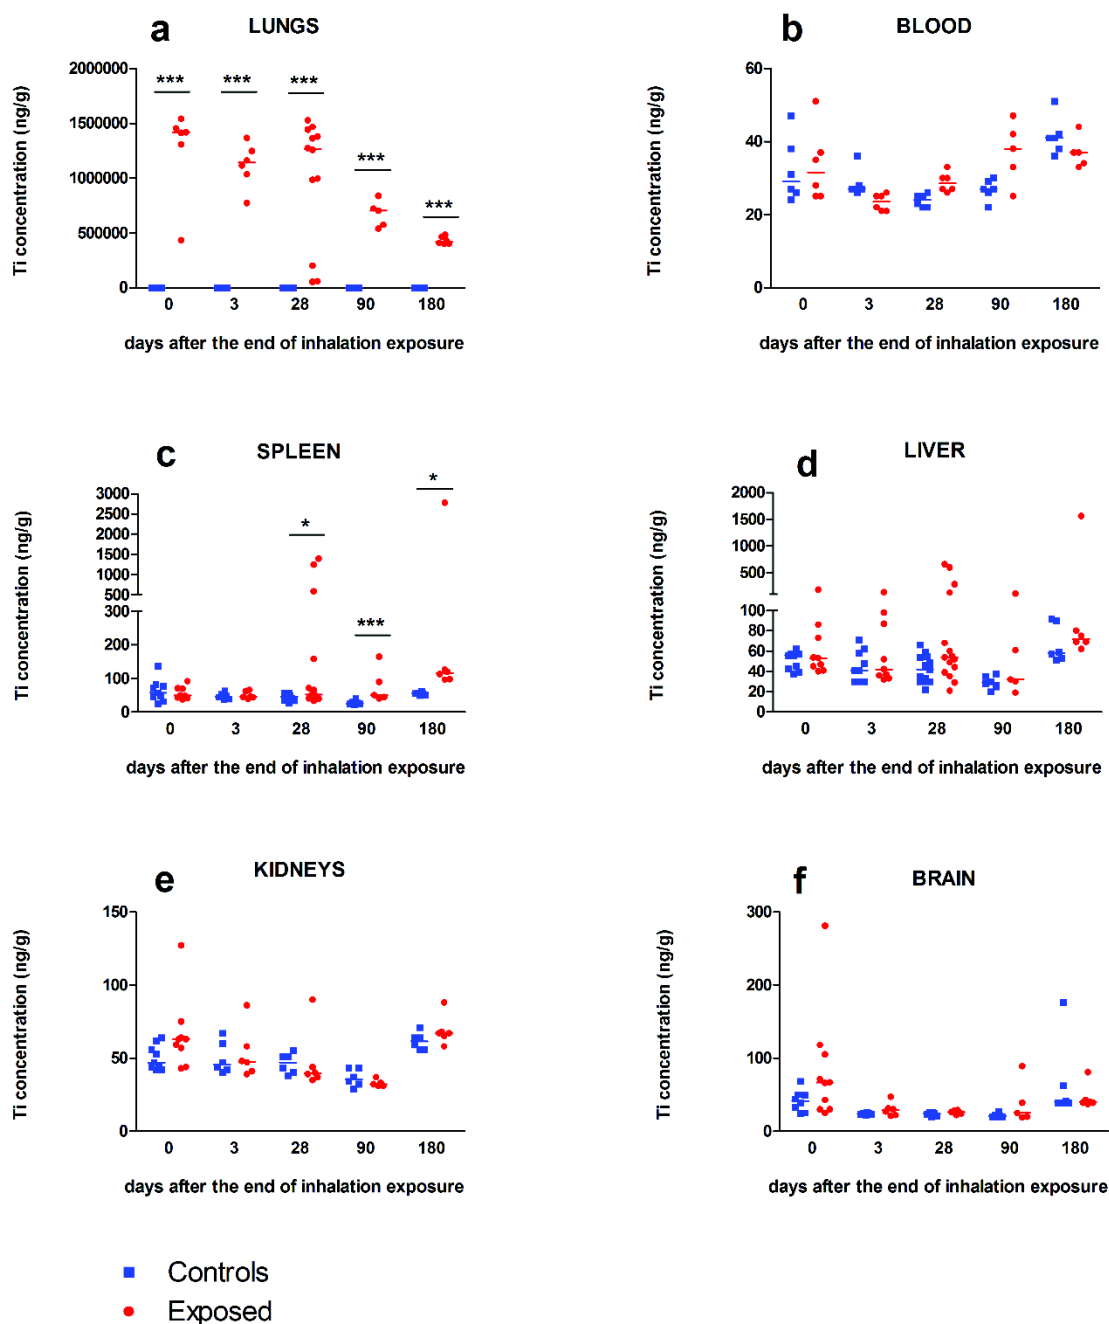 a LUNGS
Ti concentration (ng/g)
2000000
1500000
1000000
500000
0
*** *** *** *** ***
0 3 28 90 180
days after the end of inhalation exposure
b BLOOD
Ti concentration (ng/g)
60
40
20
0
0 3 28 90 180
days after the end of inhalation exposure
c SPLEEN
Ti concentration (ng/g)
3000
2500
2000
1500
1000
500
300
200
100
0
* *** *
0 3 28 90 180
days after the end of inhalation exposure
d LIVER
Ti concentration (ng/g)
2000
1500
1000
500
100
80
60
40
20
0
0 3 28 90 180
days after the end of inhalation exposure
e KIDNEYS
Ti concentration (ng/g)
150
100
50
0
0 3 28 90 180
days after the end of inhalation exposure
f BRAIN
Ti concentration (ng/g)
300
200
100
0
0 3 28 90 180
days after the end of inhalation exposure
Controls
Exposed